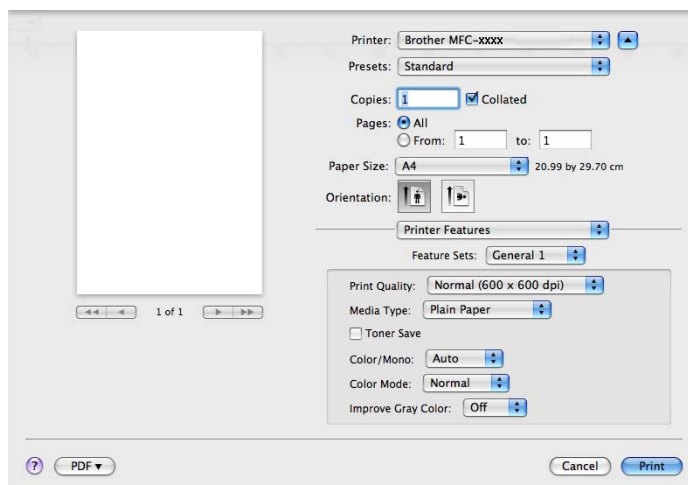 Printer: Brother MFC-xxxx
Presets: Standard
Copies: 1 Collated
Pages: All
From: 1 to: 1
Paper Size: A4 20.99 by 29.70 cm
Orientation:
Printer Features
Feature Sets: General 1
Print Quality: Normal (600 x 600 dpi)
Media Type: Plain Paper
Toner Save
Color/Mono: Auto
Color Mode: Normal
Improve Gray Color: Off
1 of 1
? PDF▼ Cancel Print